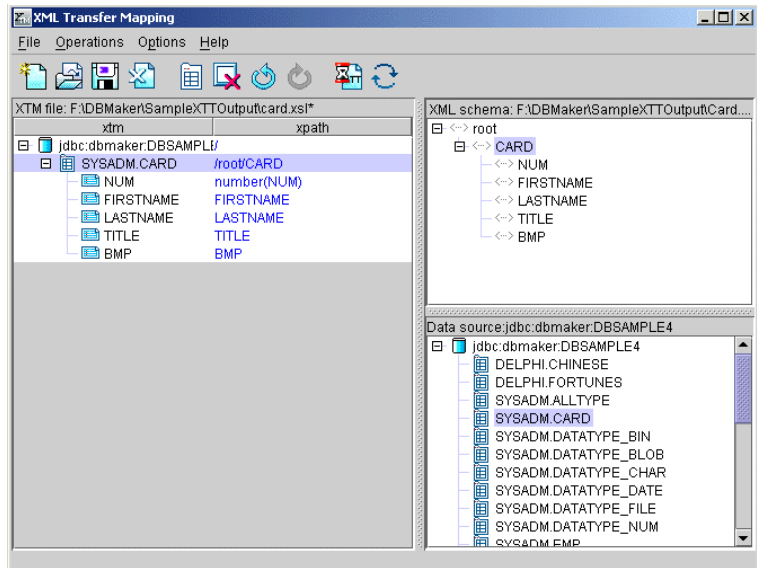 XML Transfer Mapping
File Operations Options Help
XTM file: F:\DBMaker\SampleXTTOutput\card.xsl*
xtm xpath
jdbc:dbmaker:DBSAMPLE /
SYSADM.CARD /root/CARD
NUM number(NUM)
FIRSTNAME FIRSTNAME
LASTNAME LASTNAME
TITLE TITLE
BMP BMP
XML schema: F:\DBMaker\SampleXTTOutput\Card....
root
CARD
NUM
FIRSTNAME
LASTNAME
TITLE
BMP
Data source:jdbc:dbmaker:DBSAMPLE4
jdbc:dbmaker:DBSAMPLE4
DELPHI.CHINESE
DELPHI.FORTUNES
SYSADM.ALLTYPE
SYSADM.CARD
SYSADM.DATATYPE_BIN
SYSADM.DATATYPE_BLOB
SYSADM.DATATYPE_CHAR
SYSADM.DATATYPE_DATE
SYSADM.DATATYPE_FILE
SYSADM.DATATYPE_NUM
SYSADM.EMP